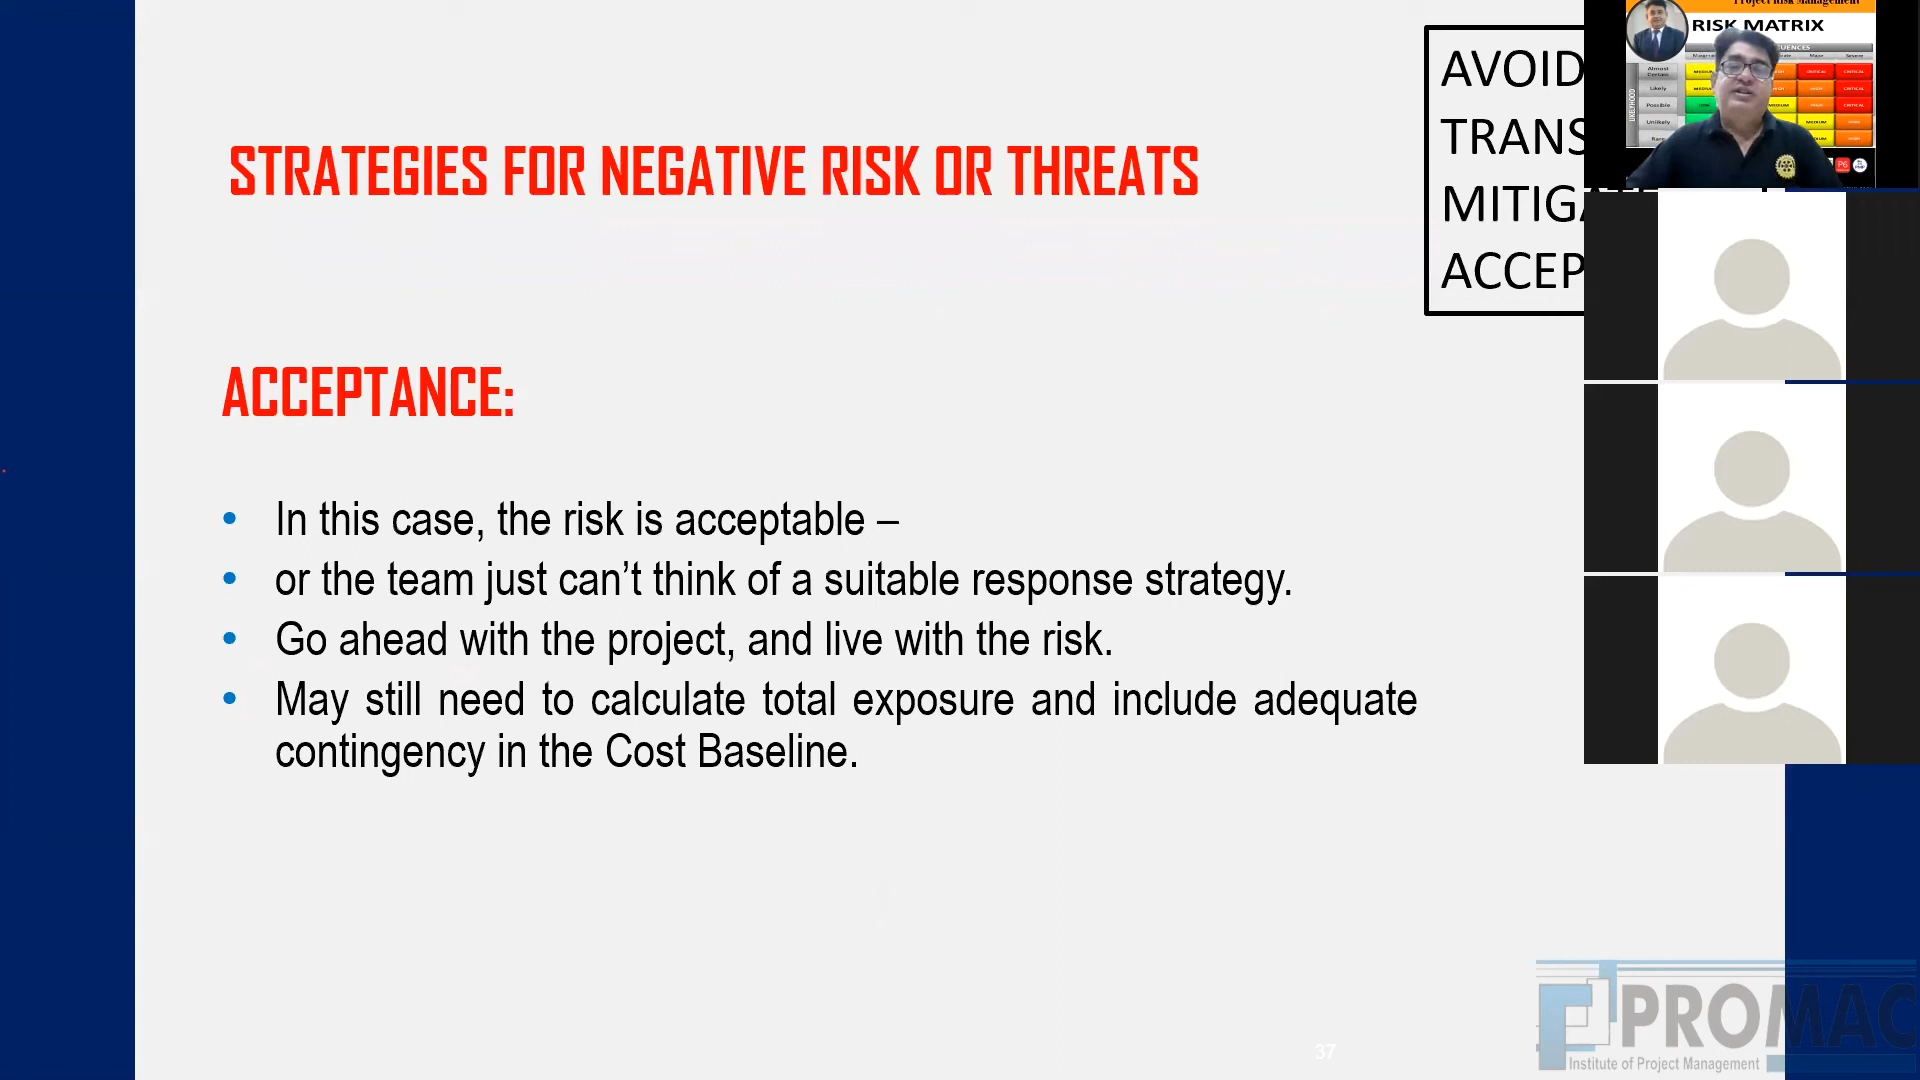 STRATEGIES FOR NEGATIVE RISK OR THREATS
AVOID
TRANS
MITIGA
ACCEP
Project Risk Management
RISK MATRIX
ACCEPTANCE:
• In this case, the risk is acceptable –
• or the team just can’t think of a suitable response strategy.
• Go ahead with the project, and live with the risk.
• May still need to calculate total exposure and include adequate
contingency in the Cost Baseline.
37
PROMAC
Institute of Project Management